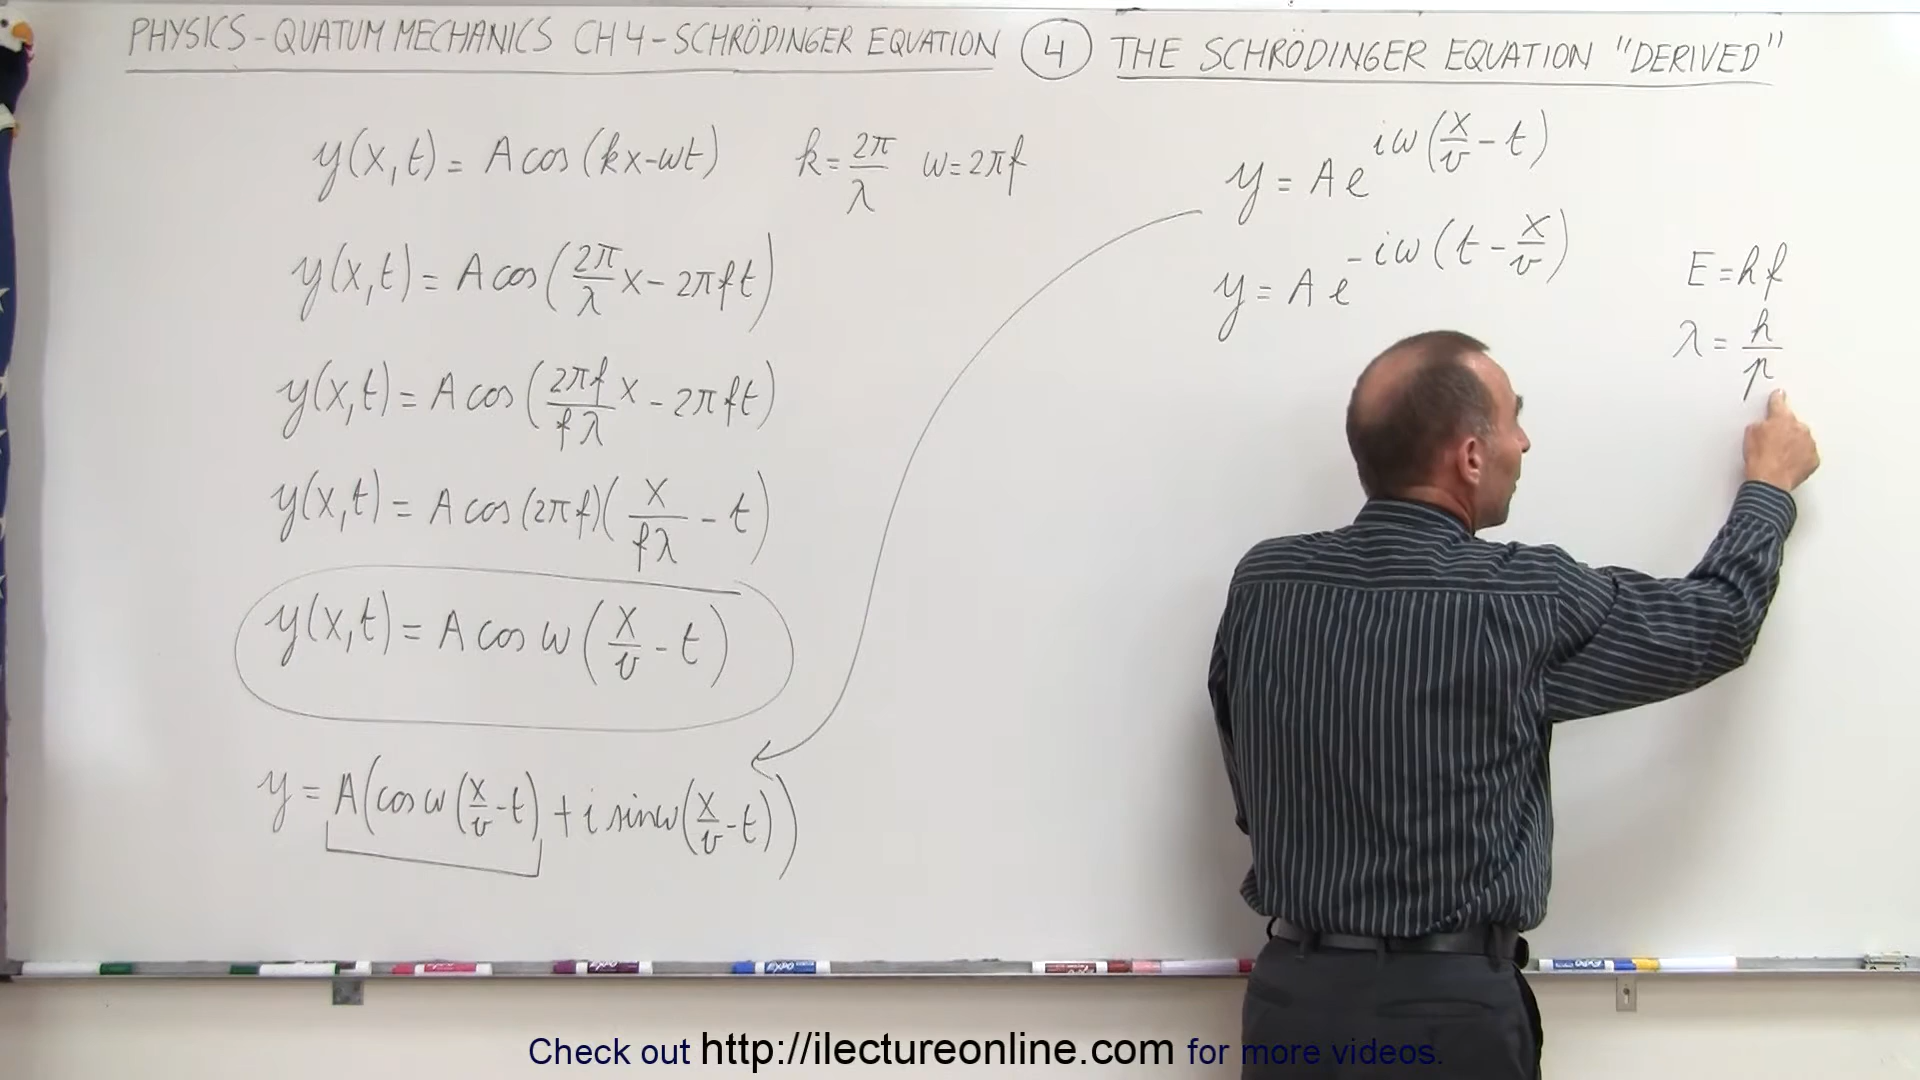 PHYSICS - QUATUM MECHANICS CH 4 - SCHRÖDINGER EQUATION (4) THE SCHRÖDINGER EQUATION "DERIVED"
y(x,t) = A cos (kx-wt) k = 2π/λ w = 2πf
y(x,t) = A cos (2π/λ x - 2πft)
y(x,t) = A cos (2πf/fλ x - 2πft)
y(x,t) = A cos (2πf)(x/fλ - t)
y(x,t) = A cos w (x/v - t)
y = A(cos w (x/v - t) + i sin w (x/v - t))
y = A e^{iw(x/v - t)}
y = A e^{-iw(t - x/v)}
E = hf
λ = h/p
Check out http://ilectureonline.com for more videos.